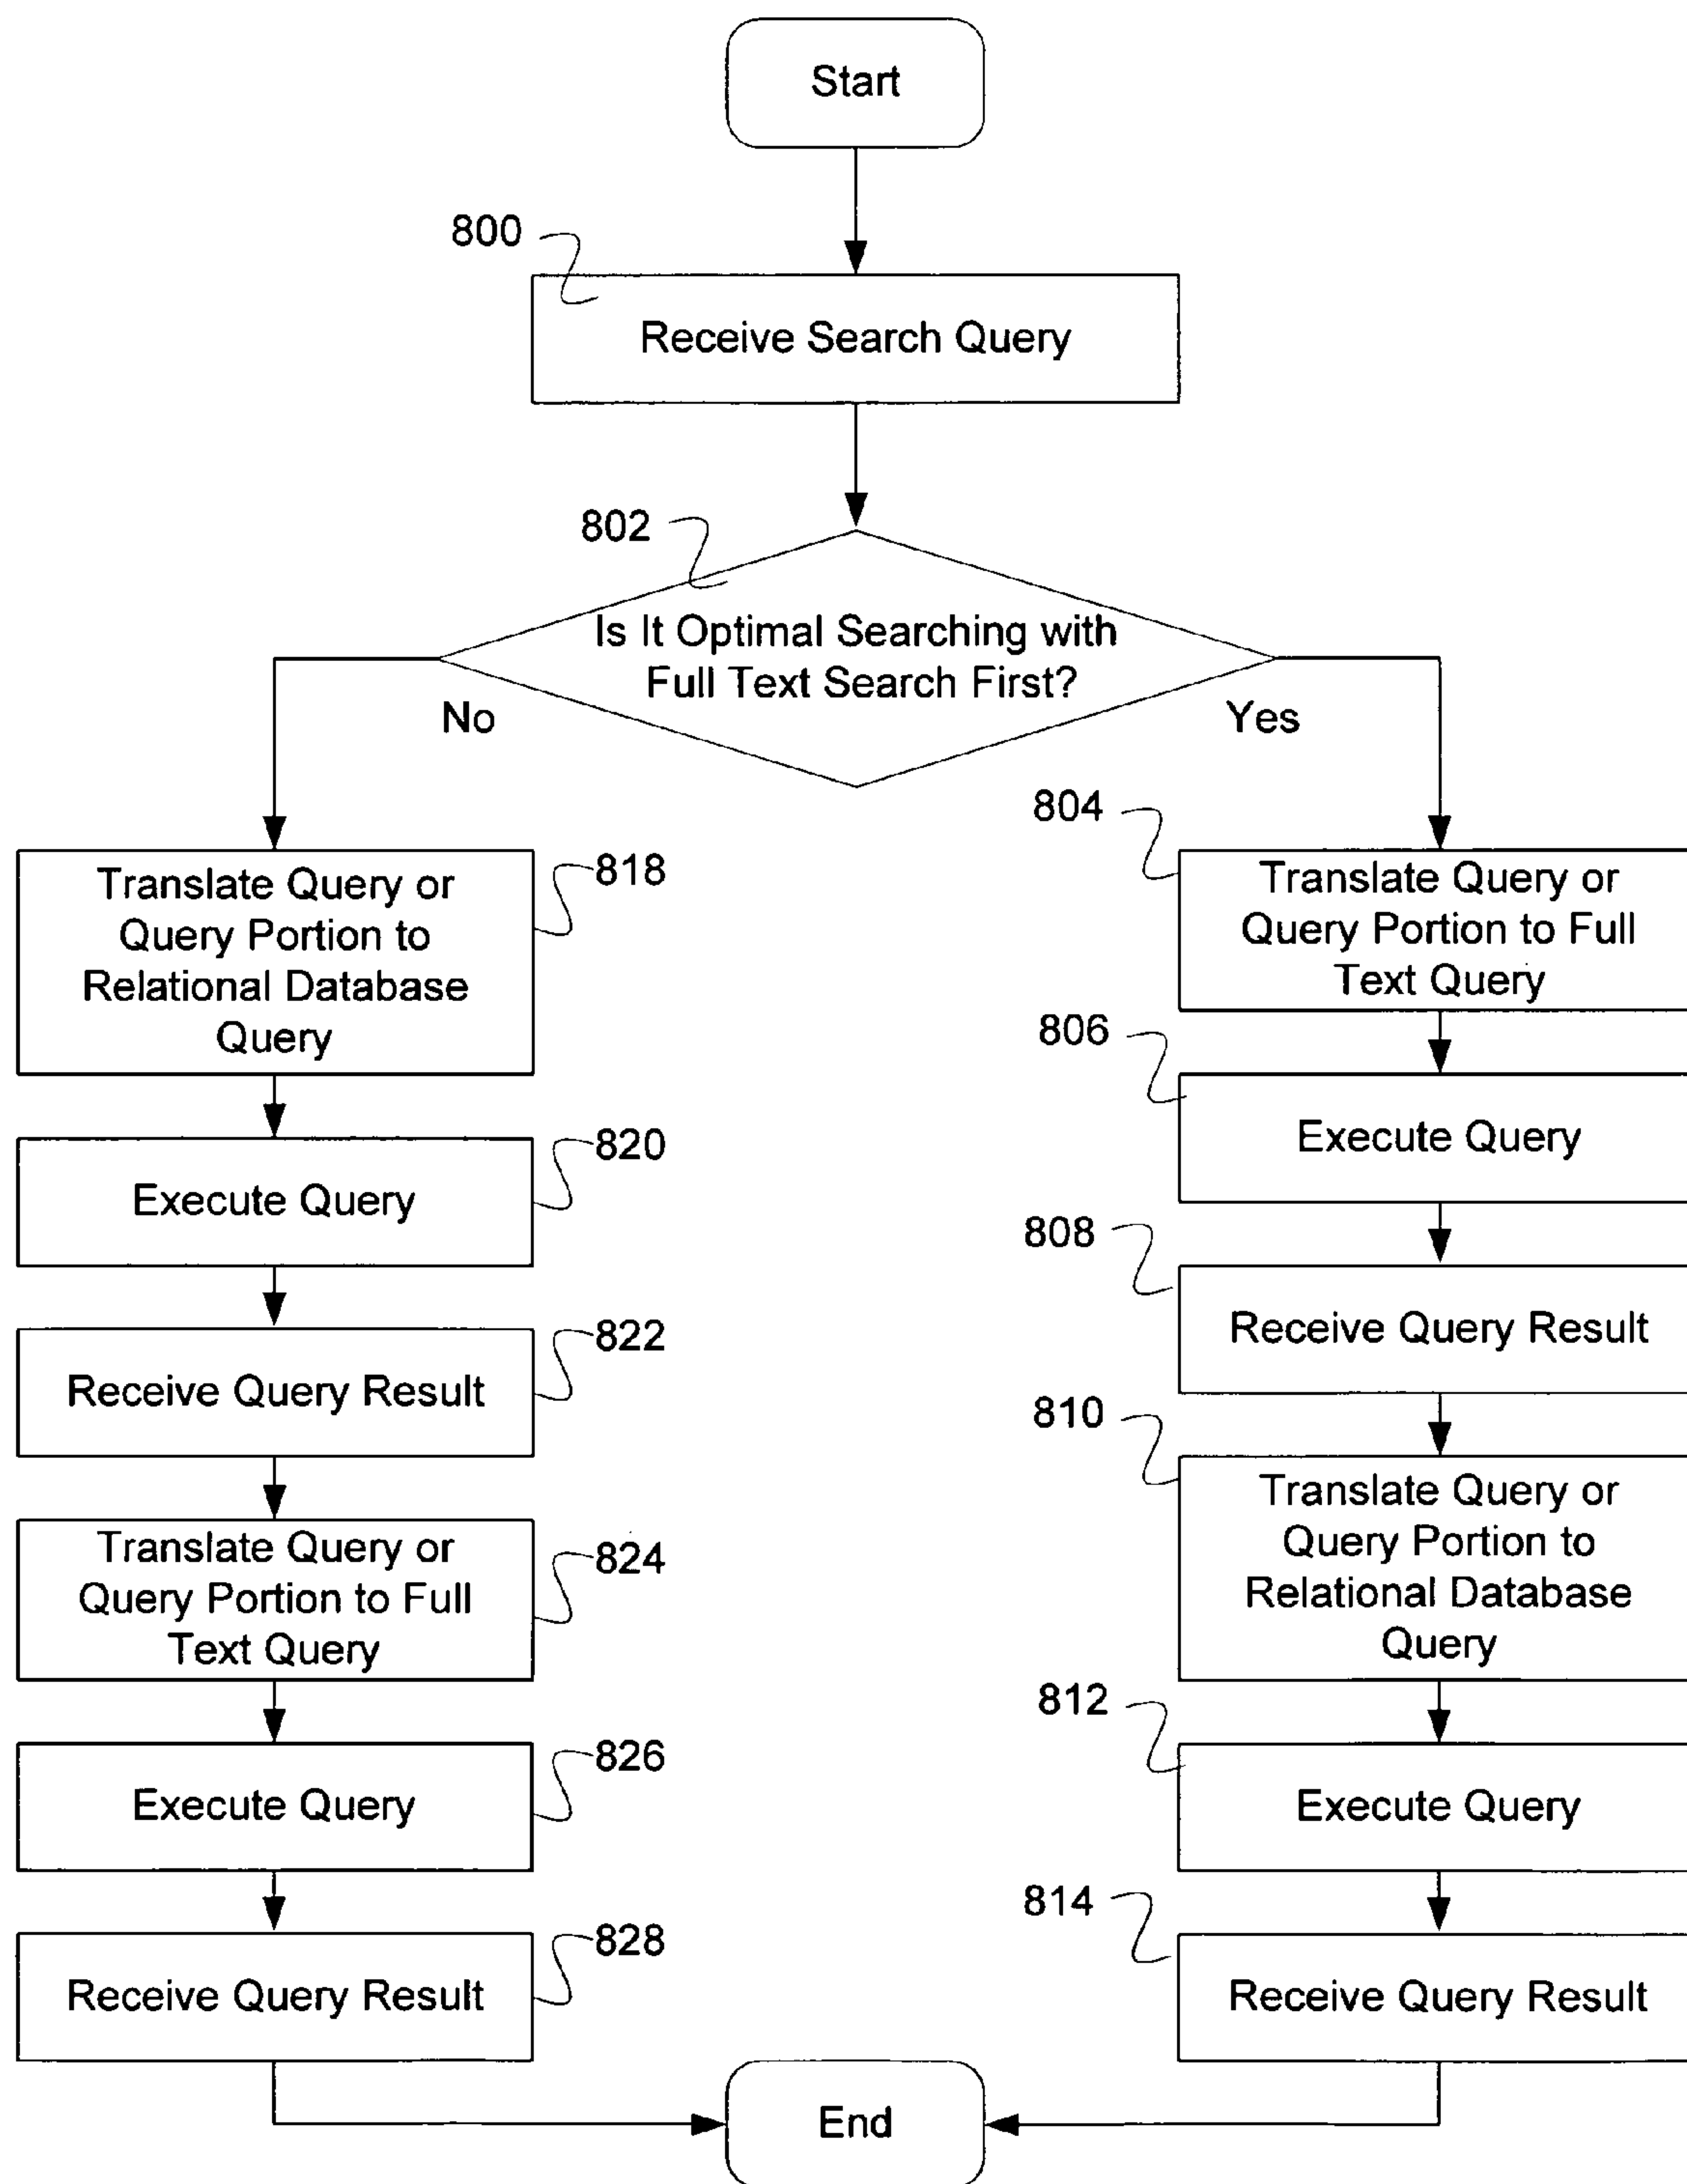 Start
800
Receive Search Query
802
Is It Optimal Searching with
Full Text Search First?
No
Yes
818
Translate Query or
Query Portion to
Relational Database
Query
820
Execute Query
822
Receive Query Result
824
Translate Query or
Query Portion to Full
Text Query
826
Execute Query
828
Receive Query Result
804
Translate Query or
Query Portion to Full
Text Query
806
Execute Query
808
Receive Query Result
810
Translate Query or
Query Portion to
Relational Database
Query
812
Execute Query
814
Receive Query Result
End